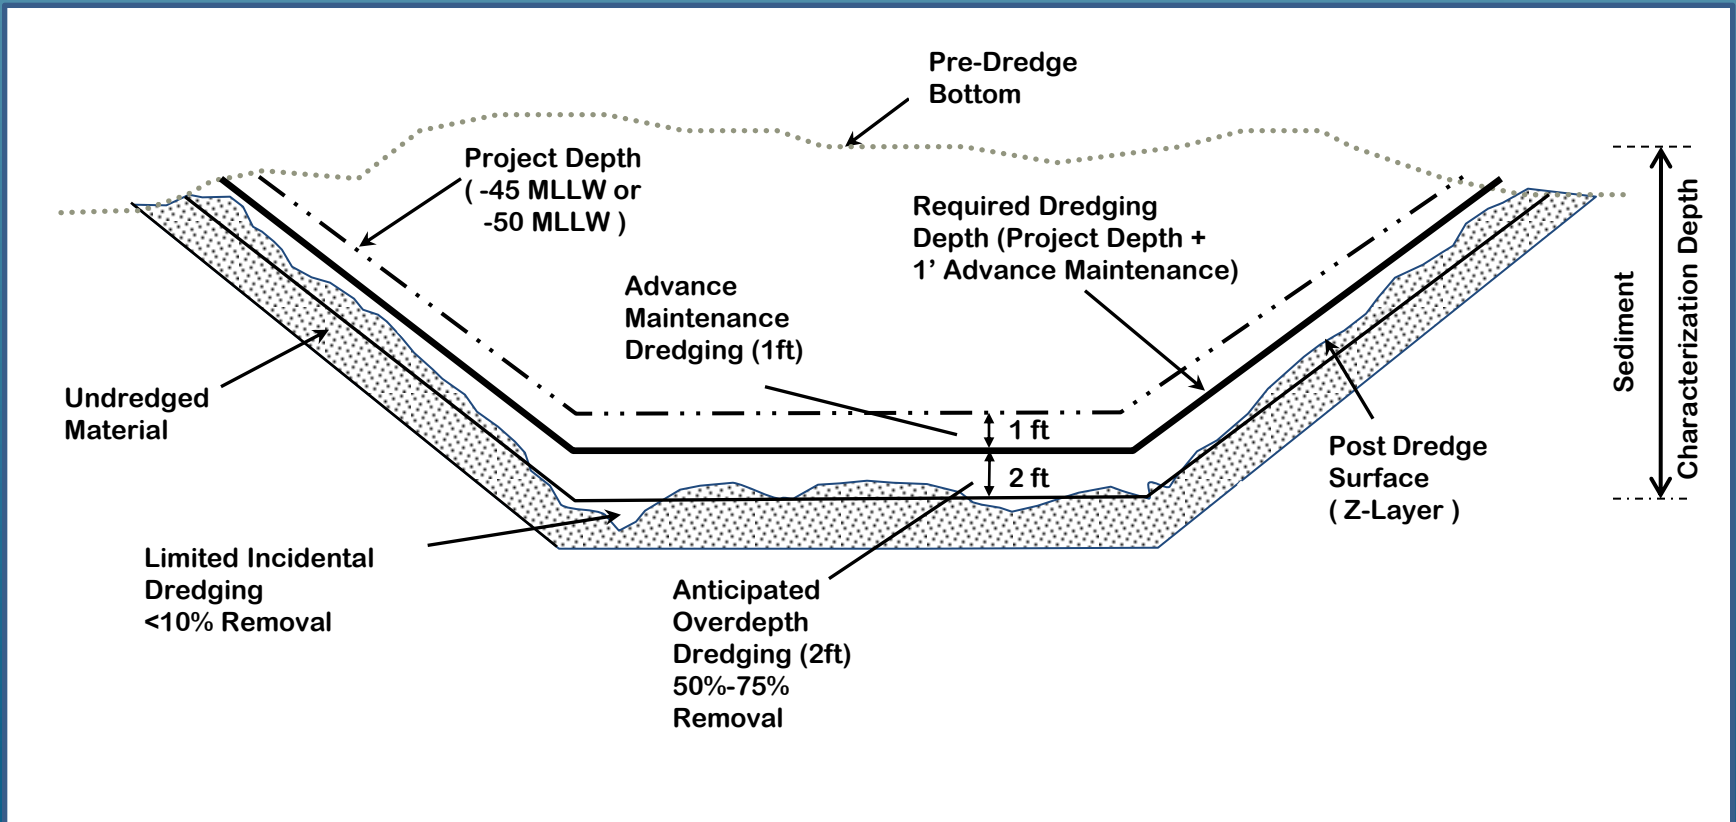 Pre-Dredge
Bottom
Project Depth
( -45 MLLW or
-50 MLLW )
Required Dredging
Depth (Project Depth +
1’ Advance Maintenance)
Advance
Maintenance
Dredging (1ft)
Sediment
Characterization Depth
Undredged
Material
1 ft
2 ft
Post Dredge
Surface
( Z-Layer )
Limited Incidental
Dredging
<10% Removal
Anticipated
Overdepth
Dredging (2ft)
50%-75%
Removal